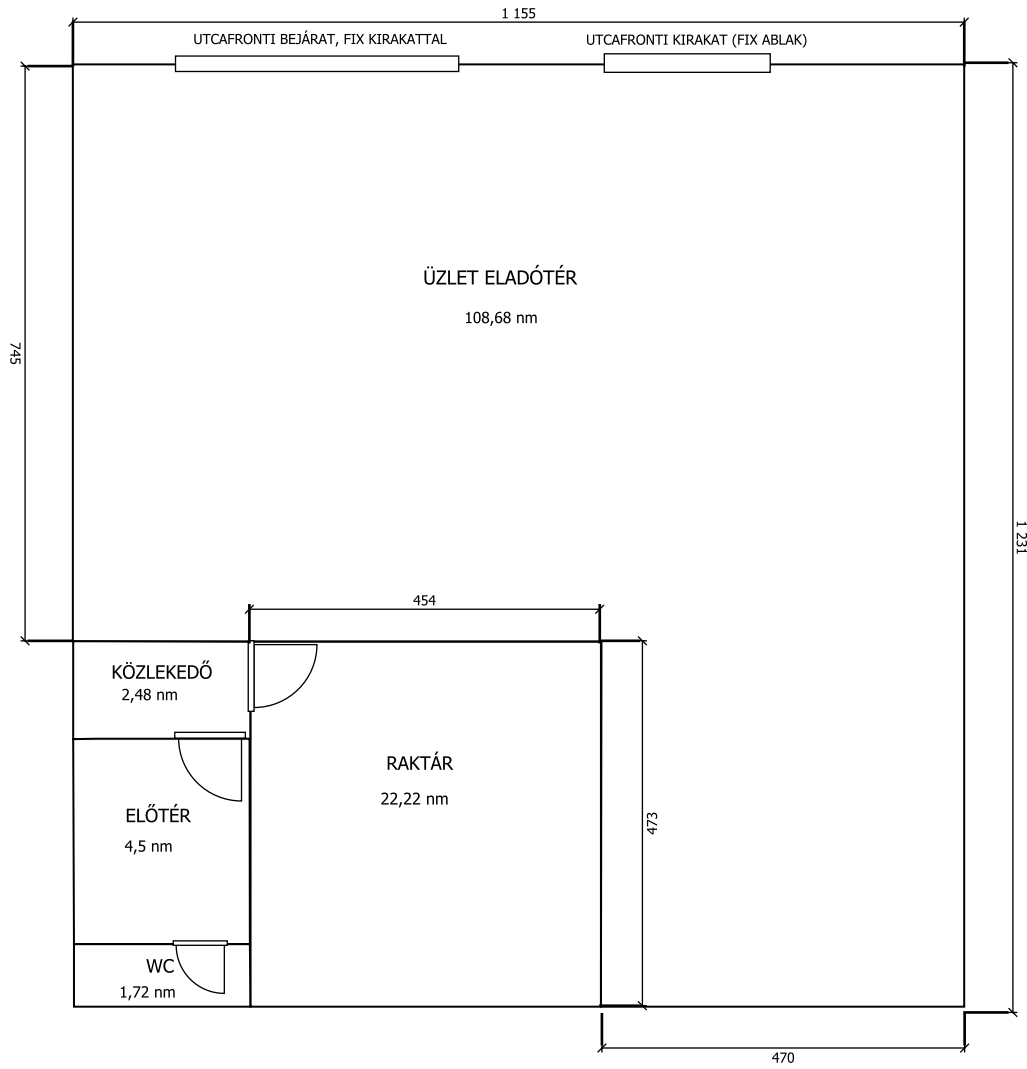 1 155
UTCAFRONTI BEJÁRAT, FIX KIRAKATTAL
UTCAFRONTI KIRAKAT (FIX ABLAK)
ÜZLET ELADÓTÉR
108,68 nm
745
1 231
454
KÖZLEKEDŐ
2,48 nm
RAKTÁR
22,22 nm
ELŐTÉR
4,5 nm
473
WC
1,72 nm
470